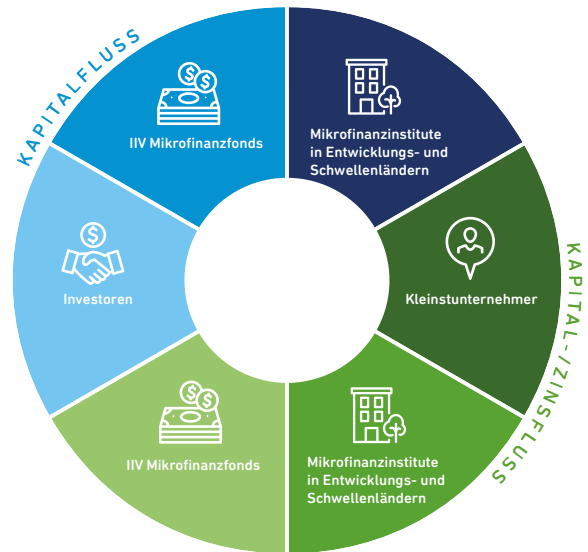 KAPITALFLUSS
IIV Mikrofinanzfonds
Mikrofinanzinstitute
in Entwicklungs- und
Schwellenländern
Investoren
Kleinstunternehmer
KAPITAL-/ZINSFLUSS
IIV Mikrofinanzfonds
Mikrofinanzinstitute
in Entwicklungs- und
Schwellenländern